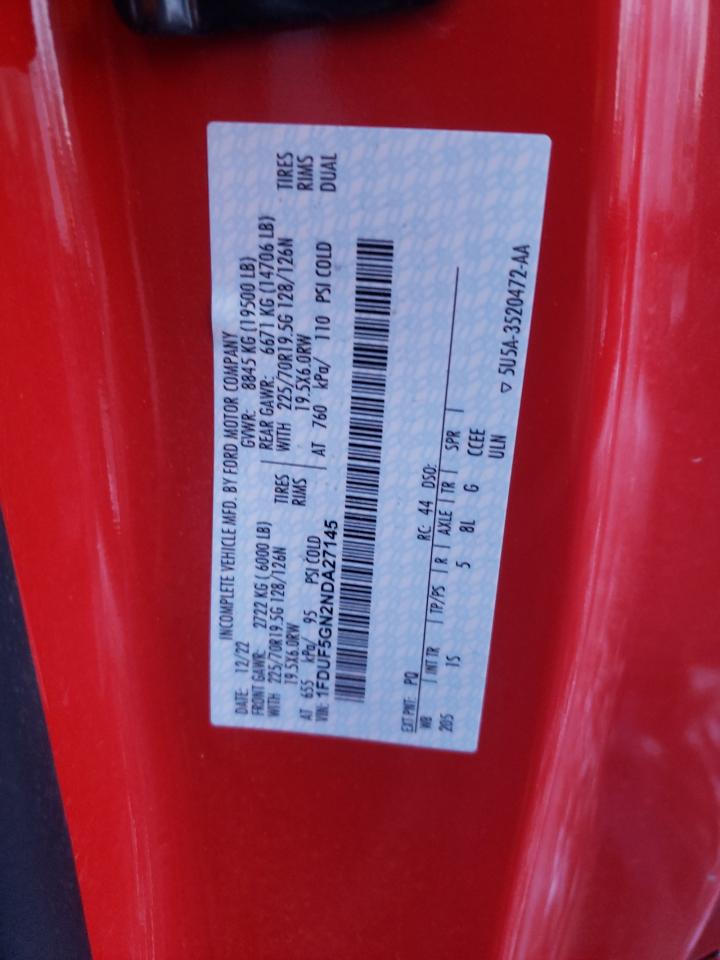 INCOMPLETE VEHICLE MFD. BY FORD MOTOR COMPANY
DATE: 12/22 GVWR: 8845 KG (19500 LB)
FRONT GAWR: 2722 KG ( 6000 LB) REAR GAWR: 6671 KG (14706 LB)
WITH 225/70R19.5G 128/126N TIRES WITH 225/70R19.5G 128/126N TIRES
19.5X6.0RW RIMS 19.5X6.0RW RIMS
AT 655 kPa/ 95 PSI COLD AT 760 kPa/ 110 PSI COLD DUAL
VIN: 1FDUF5GN2NDA27145
EXT PNT: PQ RC: 44 DSO:
WB INT TR TP/PS R AXLE TR SPR
205 1S 5 8L G CCEE
ULN
▽ 5U5A-3520472-AA